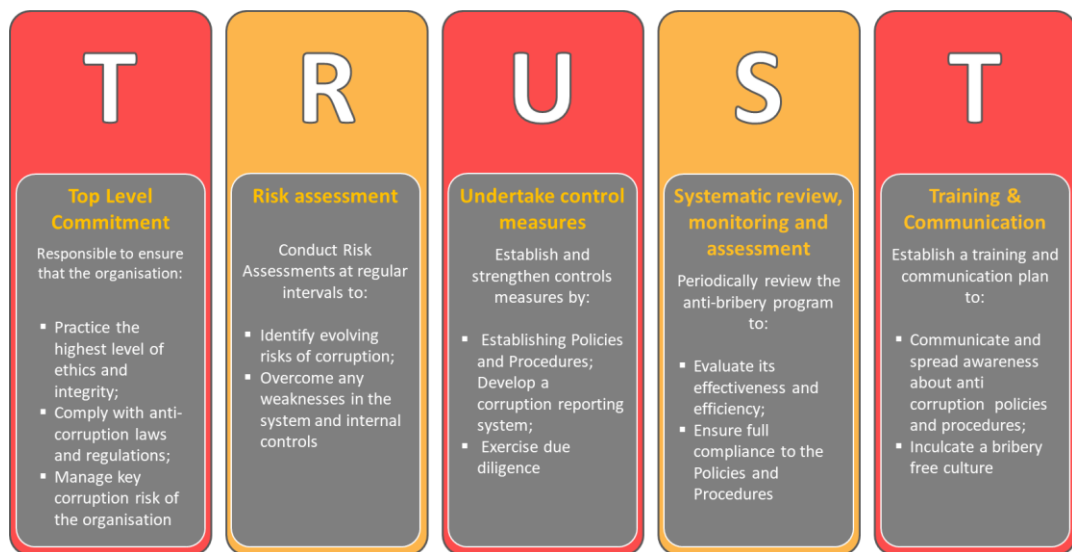 T
Top Level
Commitment
Responsible to ensure
that the organisation:
▪ Practice the
highest level of
ethics and
integrity;
▪ Comply with anti-
corruption laws
and regulations;
▪ Manage key
corruption risk of
the organisation
R
Risk assessment
Conduct Risk
Assessments at regular
intervals to:
▪ Identify evolving
risks of corruption;
▪ Overcome any
weaknesses in the
system and internal
controls
U
Undertake control
measures
Establish and
strengthen controls
measures by:
▪ Establishing Policies
and Procedures;
Develop a
corruption reporting
system;
▪ Exercise due
diligence
S
Systematic review,
monitoring and
assessment
Periodically review the
anti-bribery program
to:
▪ Evaluate its
effectiveness and
efficiency;
▪ Ensure full
compliance to the
Policies and
Procedures
T
Training &
Communication
Establish a training and
communication plan
to:
▪ Communicate and
spread awareness
about anti
corruption policies
and procedures;
▪ Inculcate a bribery
free culture